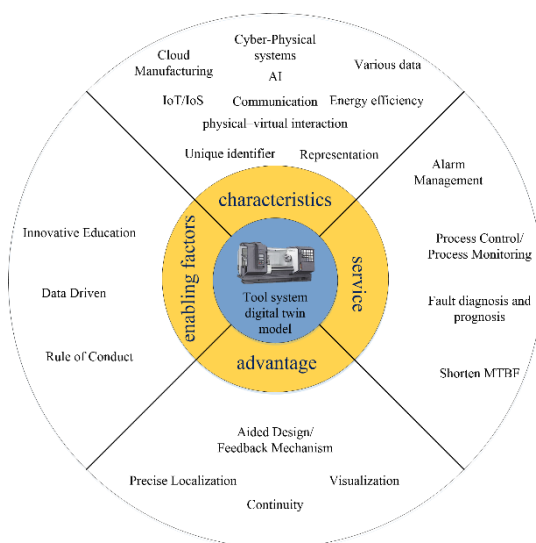 Cyber-Physical
systems
Cloud
Manufacturing
AI
Various data
IoT/IoS
Communication
Energy efficiency
physical–virtual interaction
Unique identifier
Representation
Alarm
Management
Process Control/
Process Monitoring
Fault diagnosis and
prognosis
Shorten MTBF
Innovative Education
Data Driven
Rule of Conduct
characteristics
enabling factors
service
advantage
Tool system
digital twin
model
Aided Design/
Feedback Mechanism
Precise Localization
Visualization
Continuity